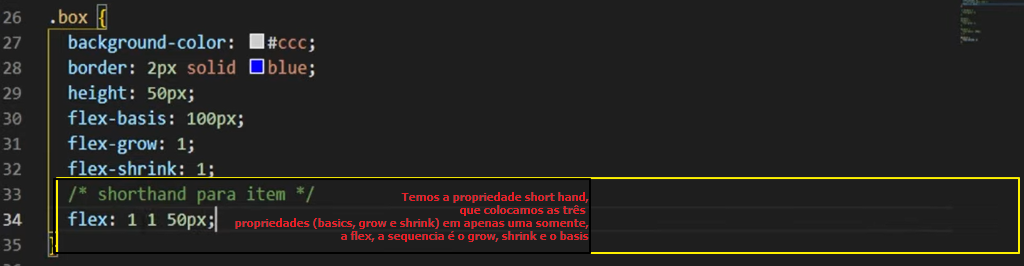 26 .box {
27 background-color: #ccc;
28 border: 2px solid blue;
29 height: 50px;
30 flex-basis: 100px;
31 flex-grow: 1;
32 flex-shrink: 1;
33 /* shorthand para item */
34 flex: 1 1 50px;
35 }
36
Temos a propriedade short hand,
que colocamos as três
propriedades (basics, grow e shrink) em apenas uma somente,
a flex, a sequencia é o grow, shrink e o basis